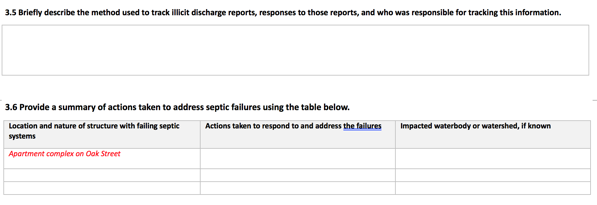 3.5 Briefly describe the method used to track illicit discharge reports, responses to those reports, and who was responsible for tracking this information.
3.6 Provide a summary of actions taken to address septic failures using the table below.
Location and nature of structure with failing septic systems
Actions taken to respond to and address the failures
Impacted waterbody or watershed, if known
Apartment complex on Oak Street